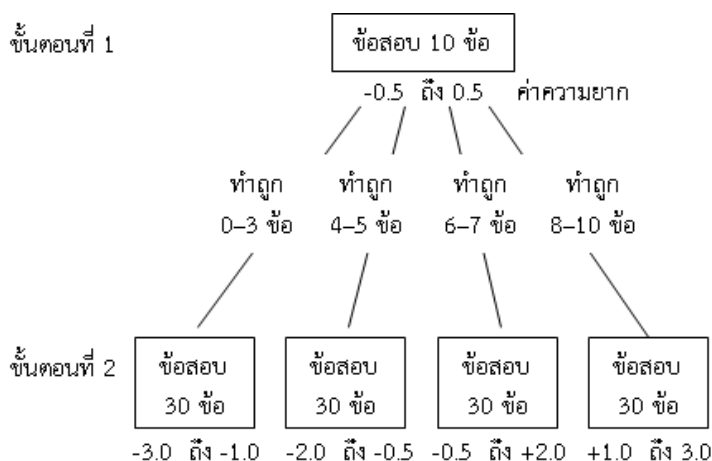 ขั้นตอนที่ 1
ข้อสอบ 10 ข้อ
-0.5 ถึง 0.5 ค่าความยาก
ทำถูก ทำถูก ทำถูก ทำถูก
0–3 ข้อ 4–5 ข้อ 6–7 ข้อ 8–10 ข้อ
ขั้นตอนที่ 2
ข้อสอบ ข้อสอบ ข้อสอบ ข้อสอบ
30 ข้อ 30 ข้อ 30 ข้อ 30 ข้อ
-3.0 ถึง -1.0 -2.0 ถึง -0.5 -0.5 ถึง +2.0 +1.0 ถึง 3.0